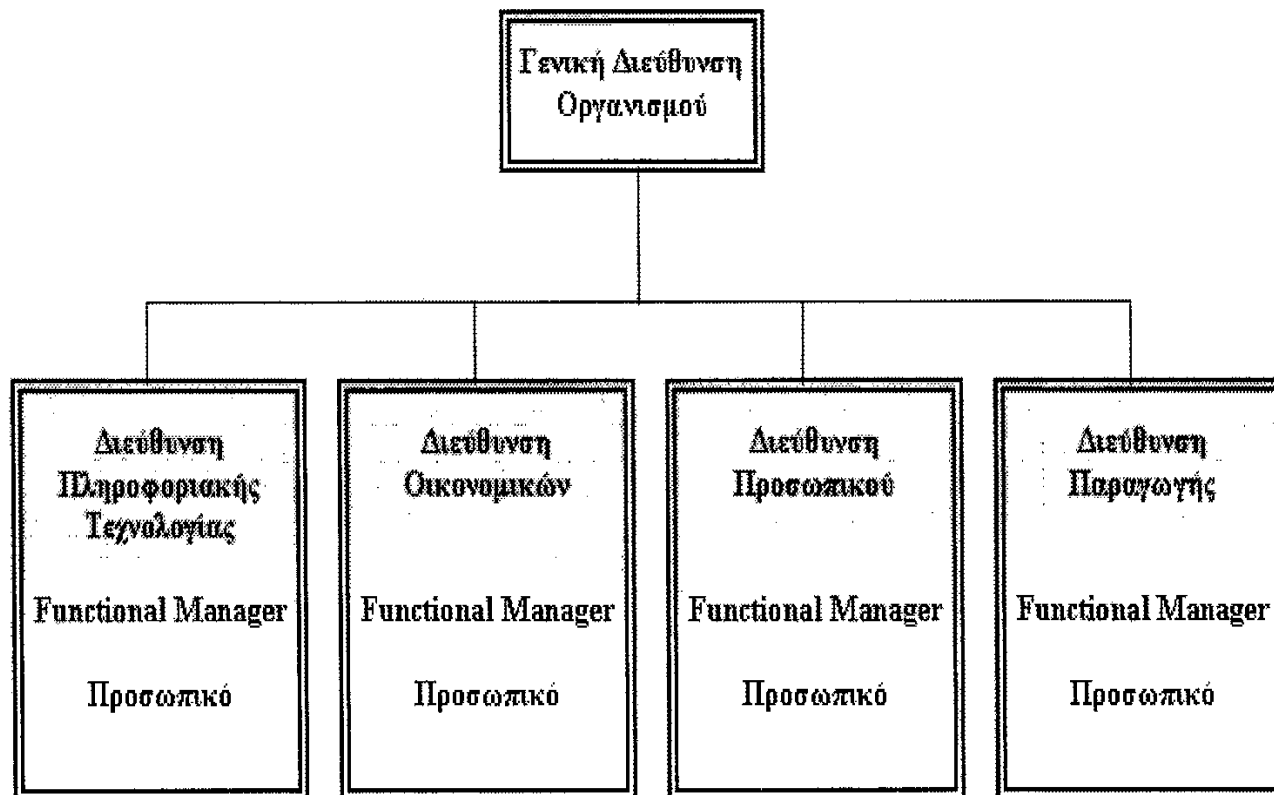 Γενική Διεύθυνση
Οργανισμού
Διεύθυνση
Πληροφοριακής
Τεχνολογίας
Functional Manager
Προσωπικό
Διεύθυνση
Οικονομικών
Functional Manager
Προσωπικό
Διεύθυνση
Προσωπικού
Functional Manager
Προσωπικό
Διεύθυνση
Παραγωγής
Functional Manager
Προσωπικό